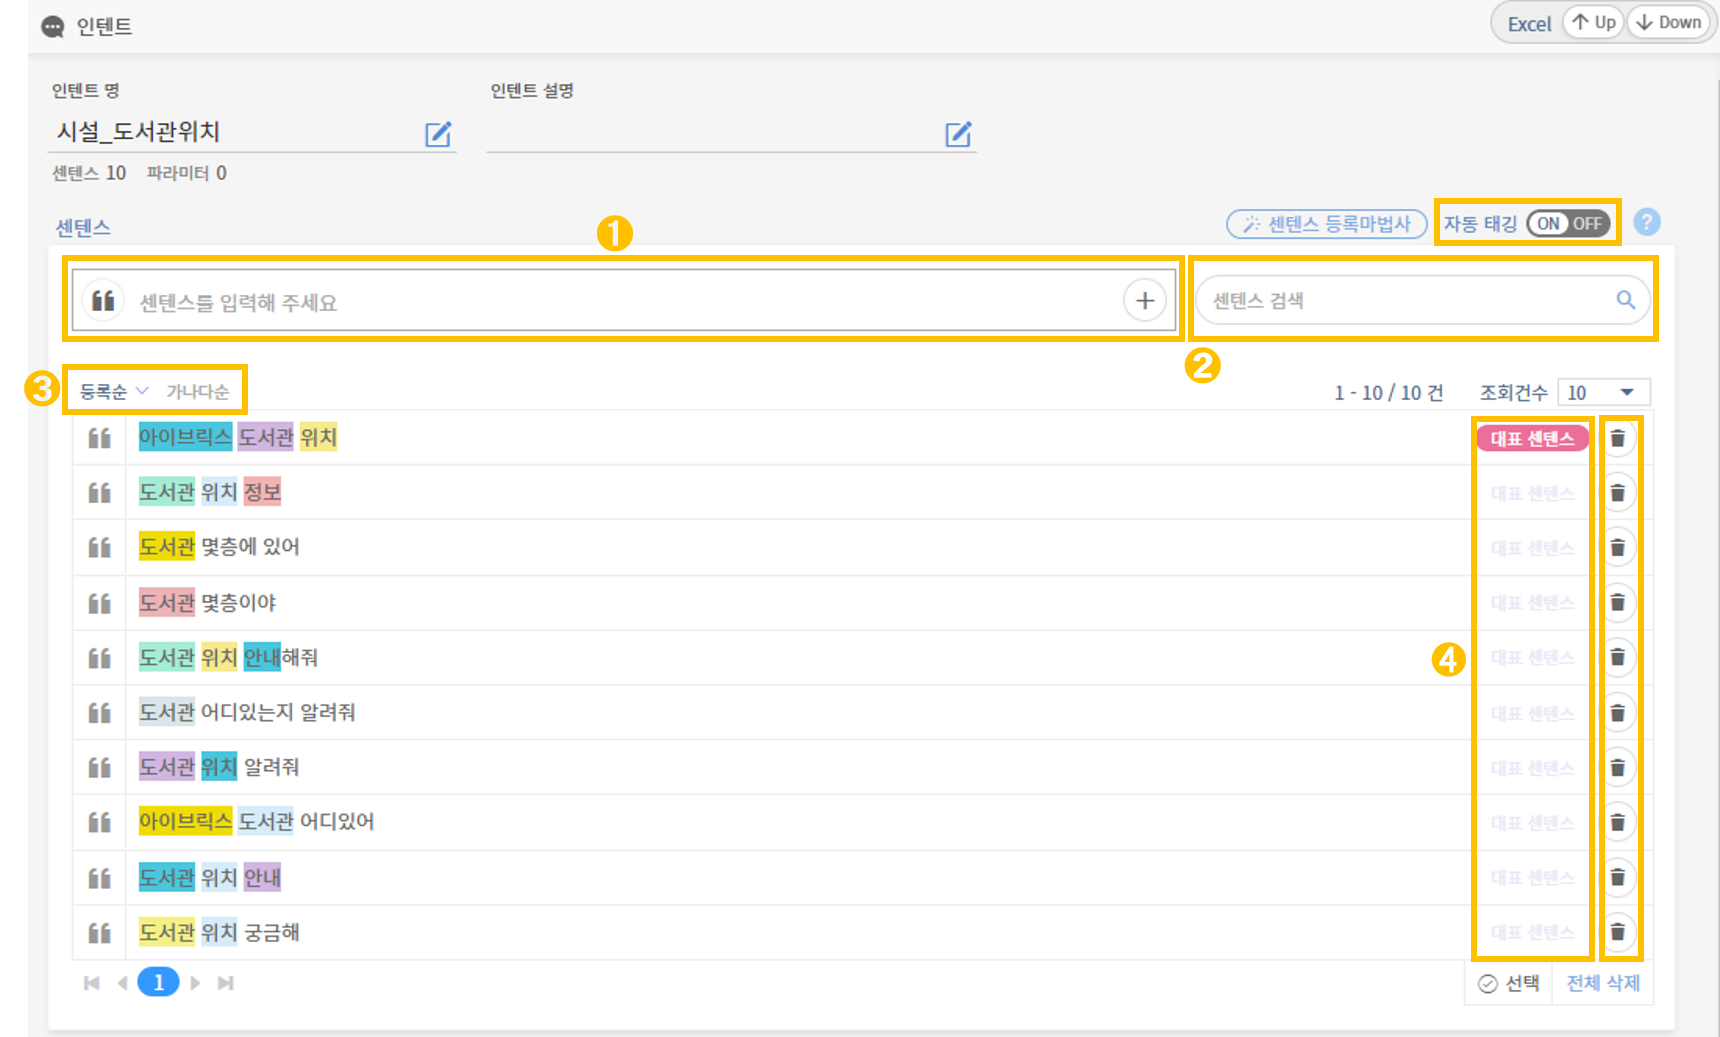 인텐트
Excel Up Down
인텐트 명
인텐트 설명
시설_도서관위치
센텐스 10 파라미터 0
센텐스
1
센텐스 등록마법사
자동 태깅 ON OFF ?
센텐스를 입력해 주세요 +
센텐스 검색
2
3
등록순 가나다순
1 - 10 / 10 건 조회건수 10
아이브릭스 도서관 위치 대표 센텐스
도서관 위치 정보 대표 센텐스
도서관 몇층에 있어 대표 센텐스
도서관 몇층이야 대표 센텐스
도서관 위치 안내해줘 대표 센텐스
4
도서관 어디있는지 알려줘 대표 센텐스
도서관 위치 알려줘 대표 센텐스
아이브릭스 도서관 어디있어 대표 센텐스
도서관 위치 안내 대표 센텐스
도서관 위치 궁금해 대표 센텐스
1
선택 전체 삭제